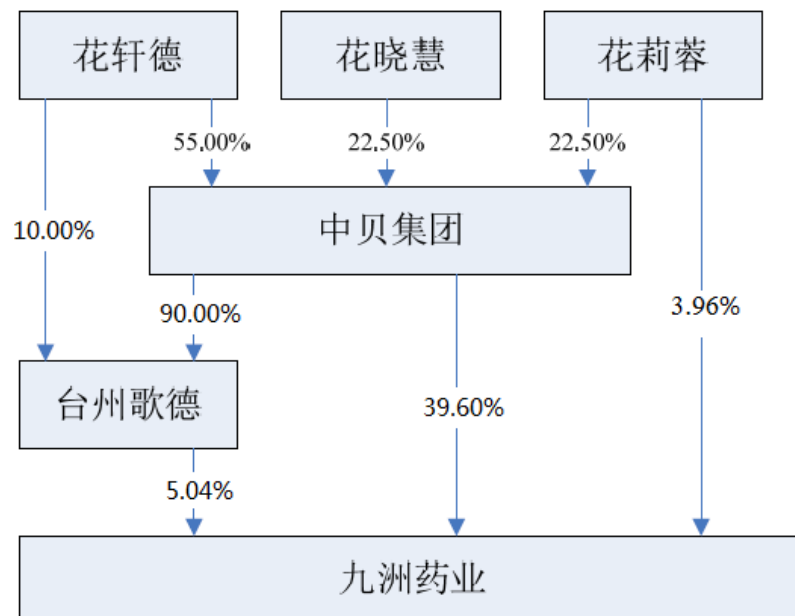 花轩德
花晓慧
花莉蓉
55.00%
22.50%
22.50%
中贝集团
10.00%
90.00%
3.96%
台州歌德
39.60%
5.04%
九洲药业